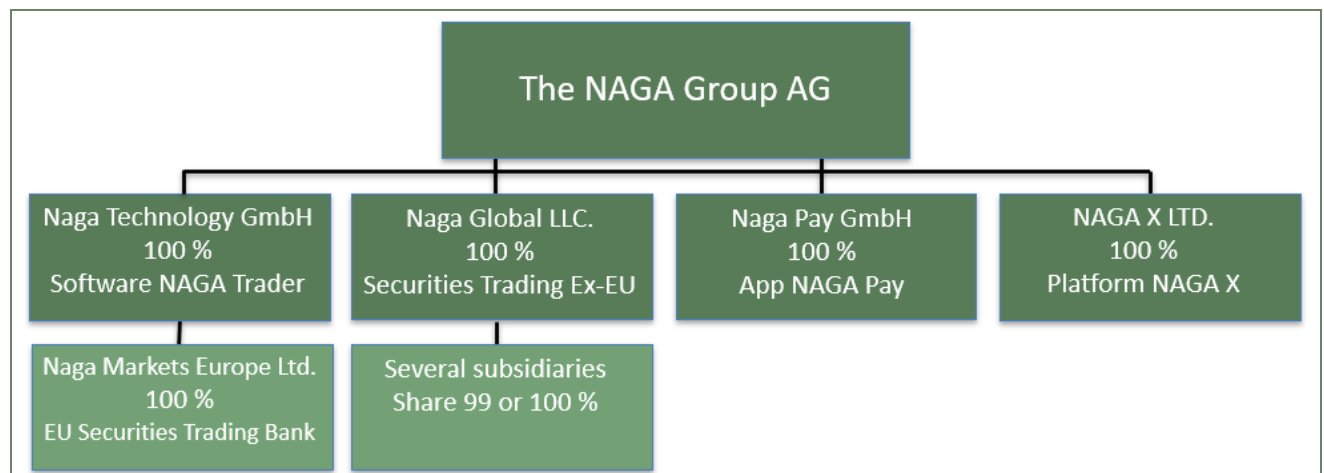 The NAGA Group AG
Naga Technology GmbH
100 %
Software NAGA Trader
Naga Global LLC.
100 %
Securities Trading Ex-EU
Naga Pay GmbH
100 %
App NAGA Pay
NAGA X LTD.
100 %
Platform NAGA X
Naga Markets Europe Ltd.
100 %
EU Securities Trading Bank
Several subsidiaries
Share 99 or 100 %